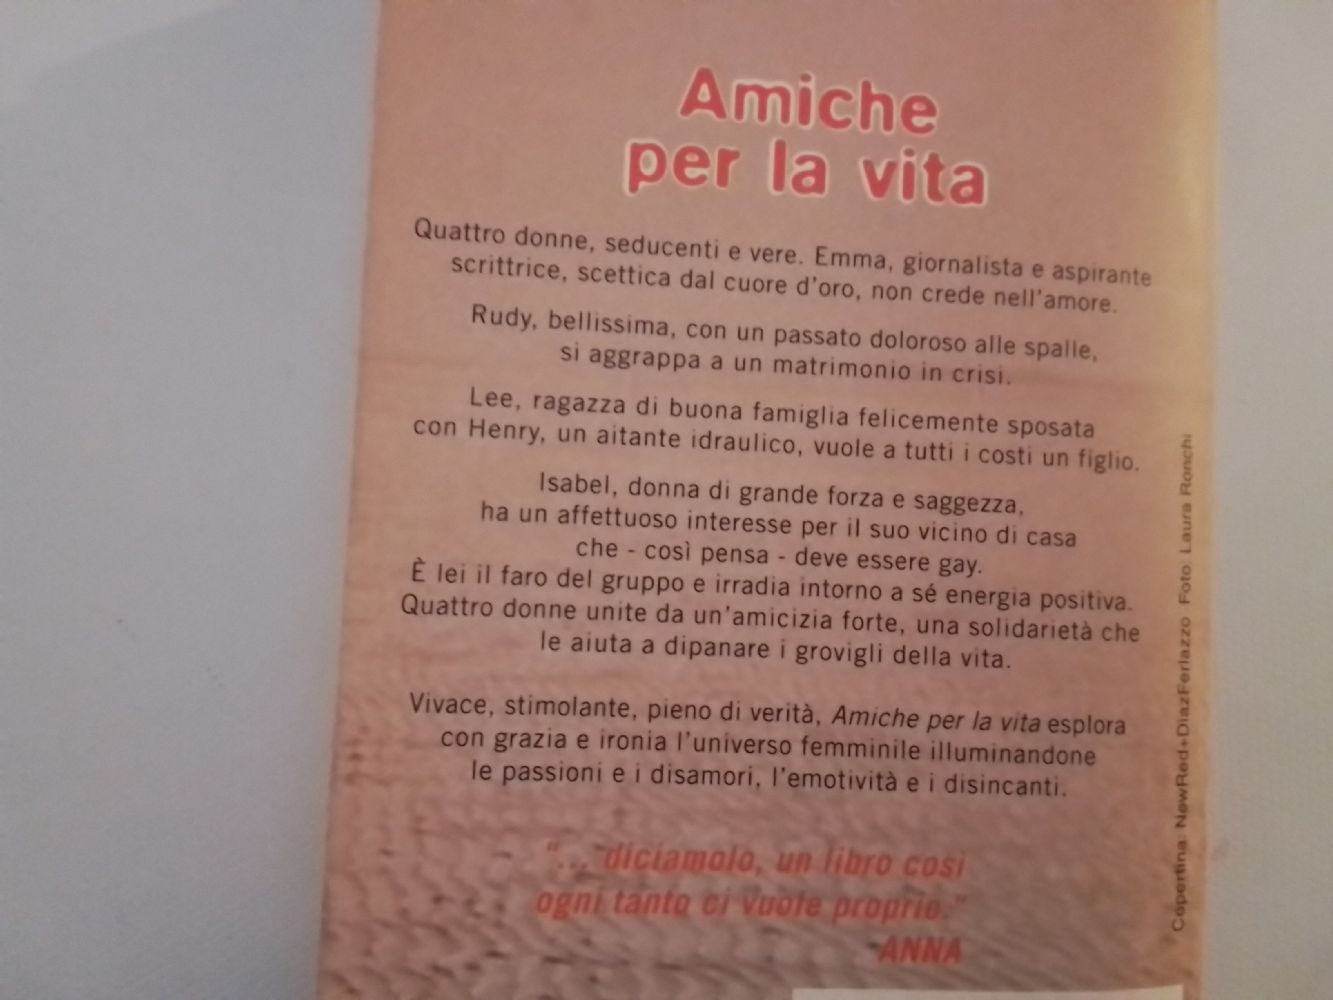 Amiche
per la vita
Quattro donne, seducenti e vere. Emma, giornalista e aspirante
scrittrice, scettica dal cuore d'oro, non crede nell'amore.
Rudy, bellissima, con un passato doloroso alle spalle,
si aggrappa a un matrimonio in crisi.
Lee, ragazza di buona famiglia felicemente sposata
con Henry, un aitante idraulico, vuole a tutti i costi un figlio.
Isabel, donna di grande forza e saggezza,
ha un affettuoso interesse per il suo vicino di casa
che - così pensa - deve essere gay.
È lei il faro del gruppo e irradia intorno a sé energia positiva.
Quattro donne unite da un'amicizia forte, una solidarietà che
le aiuta a dipanare i grovigli della vita.
Vivace, stimolante, pieno di verità, Amiche per la vita esplora
con grazia e ironia l'universo femminile illuminandone
le passioni e i disamori, l'emotività e i disincanti.
"... diciamolo, un libro così
ogni tanto ci vuole proprio."
ANNA
Copertina: NewRed+DiazFerlazzo Foto: Laura Ronchi